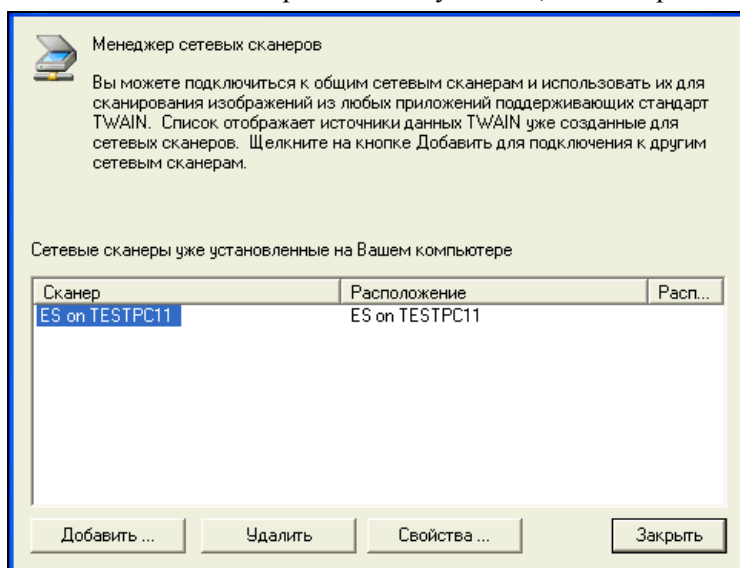 Менеджер сетевых сканеров
Вы можете подключиться к общим сетевым сканерам и использовать их для
сканирования изображений из любых приложений поддерживающих стандарт
TWAIN. Список отображает источники данных TWAIN уже созданные для
сетевых сканеров. Щелкните на кнопке Добавить для подключения к другим
сетевым сканерам.
Сетевые сканеры уже установленные на Вашем компьютере
Сканер Расположение Расп...
ES on TESTPC11 ES on TESTPC11
Добавить ... Удалить Свойства ... Закрыть